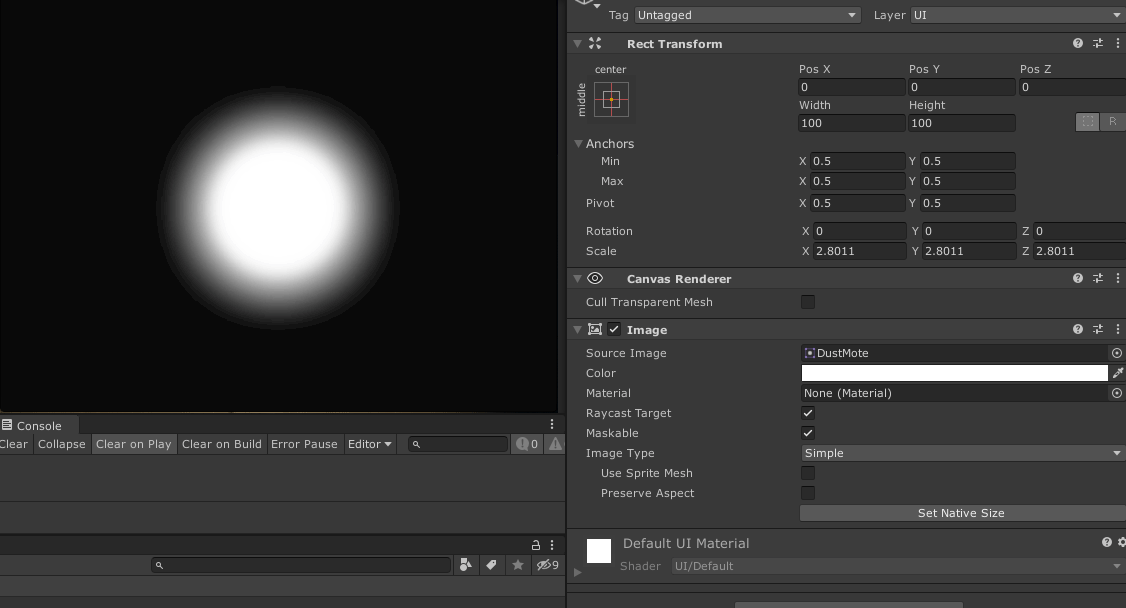 Tag Untagged Layer UI
Rect Transform
center
middle
Pos X Pos Y Pos Z
0 0 0
Width Height
100 100
R
Anchors
Min X 0.5 Y 0.5
Max X 0.5 Y 0.5
Pivot X 0.5 Y 0.5
Rotation X 0 Y 0 Z 0
Scale X 2.8011 Y 2.8011 Z 2.8011
Canvas Renderer
Cull Transparent Mesh
Image
Source Image DustMote
Color
Material None (Material)
Raycast Target
Maskable
Image Type Simple
Use Sprite Mesh
Preserve Aspect
Set Native Size
Default UI Material
Shader UI/Default
Console
Clear Collapse Clear on Play Clear on Build Error Pause Editor 0
9